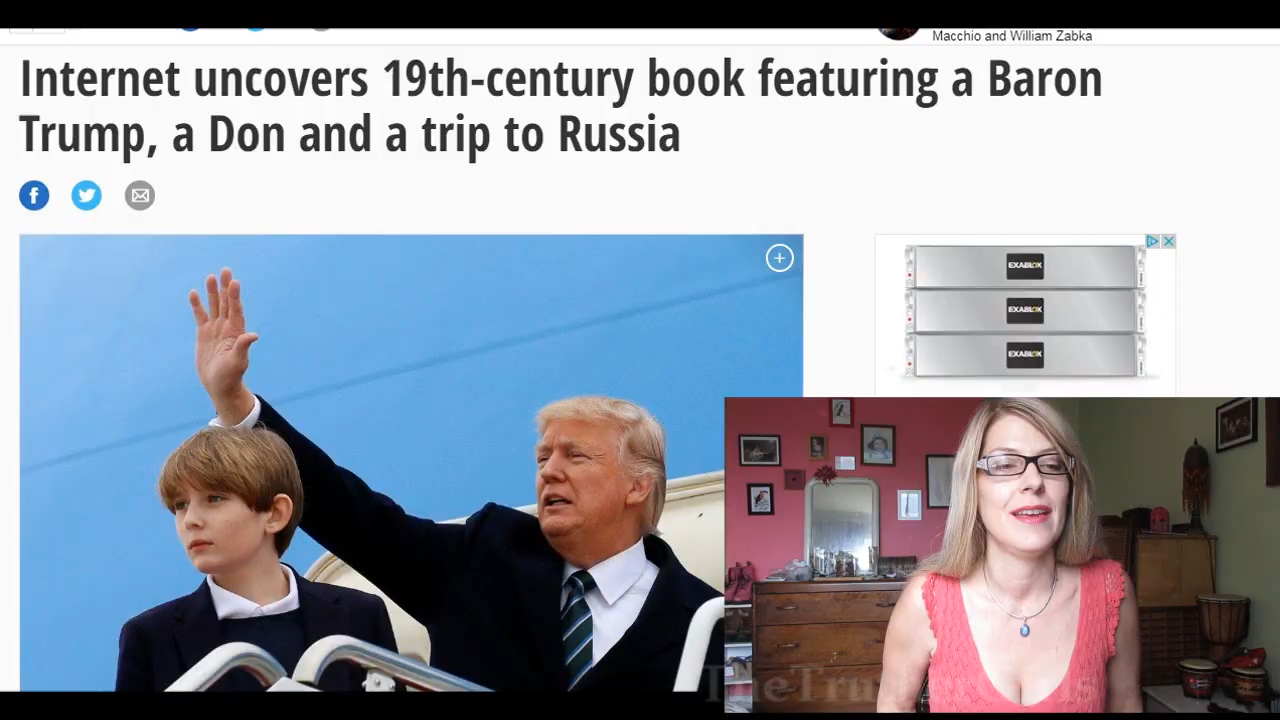 Macchio and William Zabka
Internet uncovers 19th-century book featuring a Baron
Trump, a Don and a trip to Russia
f
EXABLOX
EXABLOX
EXABLOX